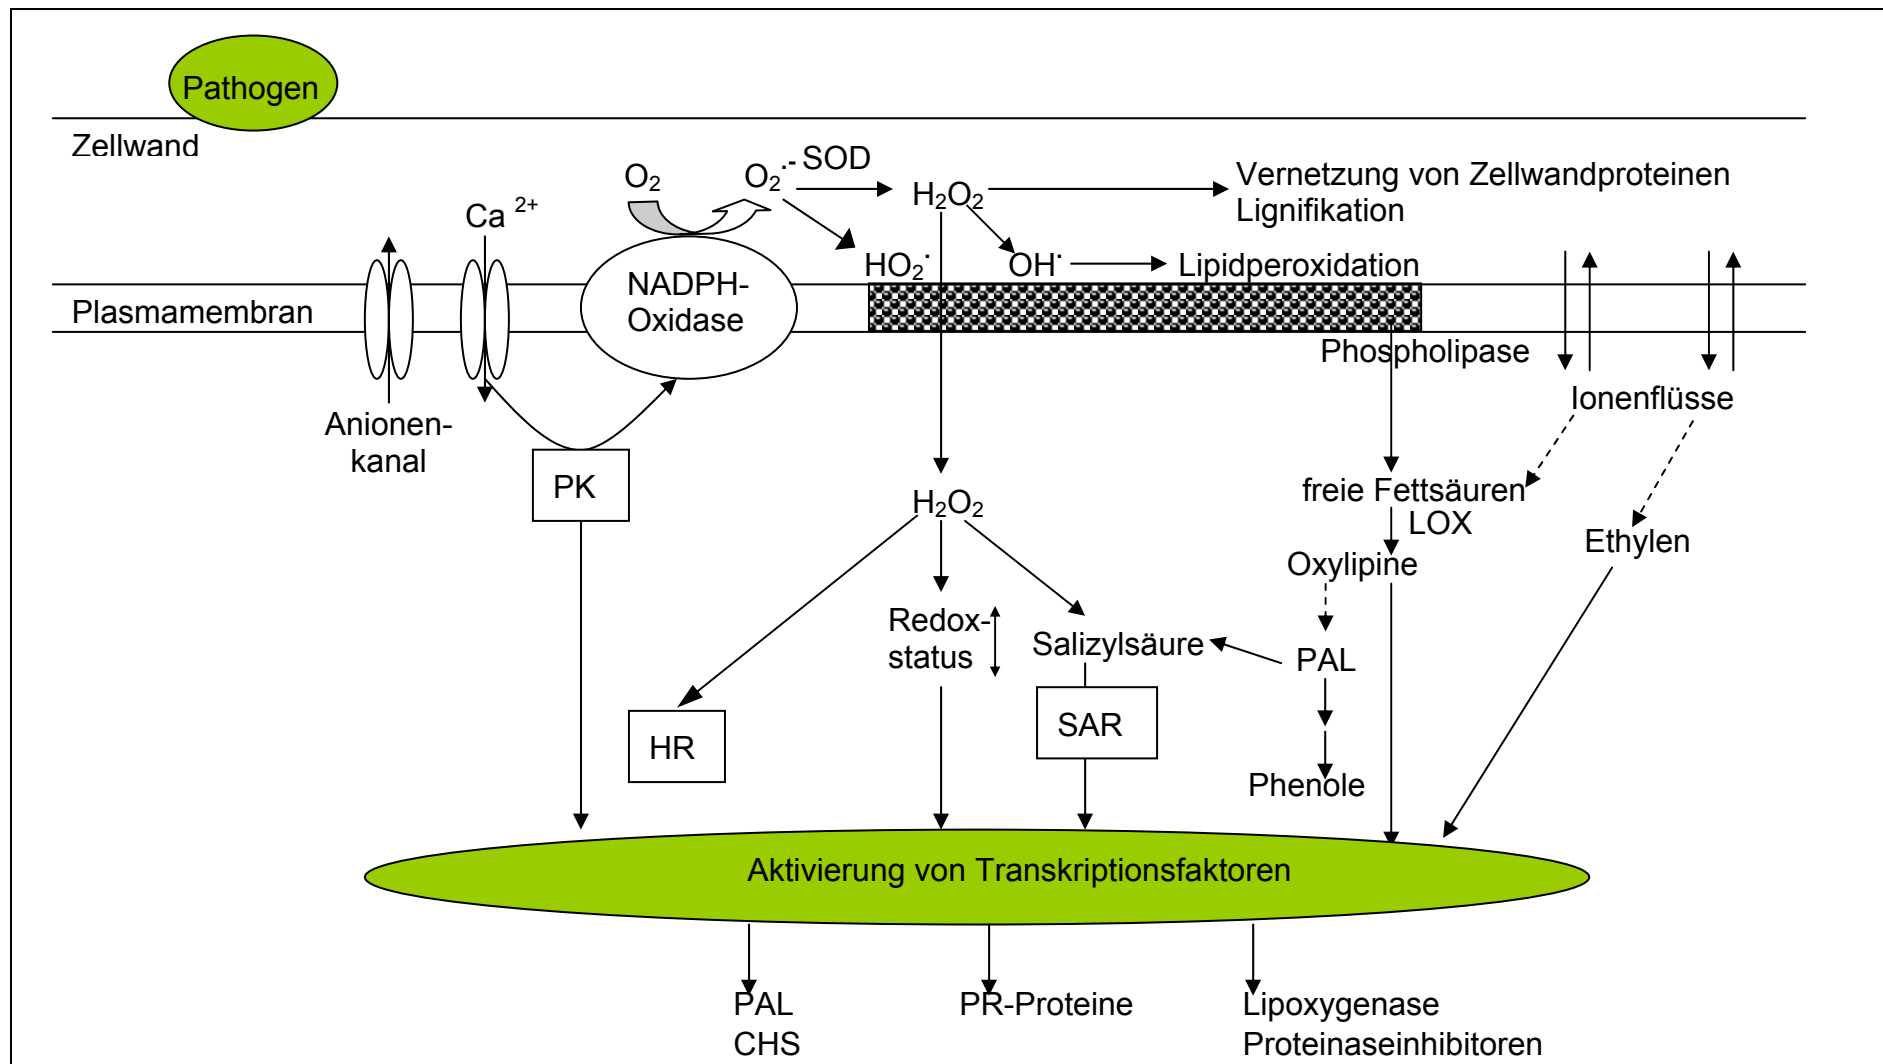 Pathogen
Zellwand
O₂
O₂·⁻
SOD
H₂O₂
Vernetzung von Zellwandproteinen
Lignifikation
Ca ²⁺
HO₂·
OH·
Lipidperoxidation
NADPH-
Oxidase
Plasmamembran
Phospholipase
Ionenflüsse
Anionen-
kanal
PK
H₂O₂
freie Fettsäuren
LOX
Ethylen
Oxylipine
Redox-
status
Salizylsäure
PAL
HR
SAR
Phenole
Aktivierung von Transkriptionsfaktoren
PAL
CHS
PR-Proteine
Lipoxygenase
Proteinaseinhibitoren